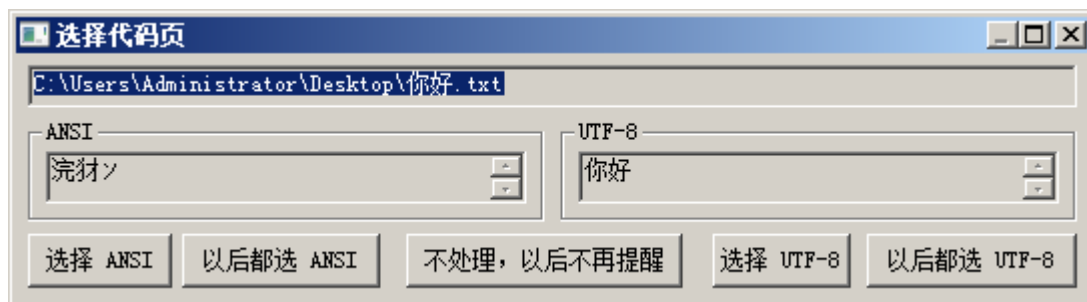 选择代码页
C:\Users\Administrator\Desktop\你好.txt
ANSI
浣犲ソ
UTF-8
你好
选择 ANSI
以后都选 ANSI
不处理，以后不再提醒
选择 UTF-8
以后都选 UTF-8